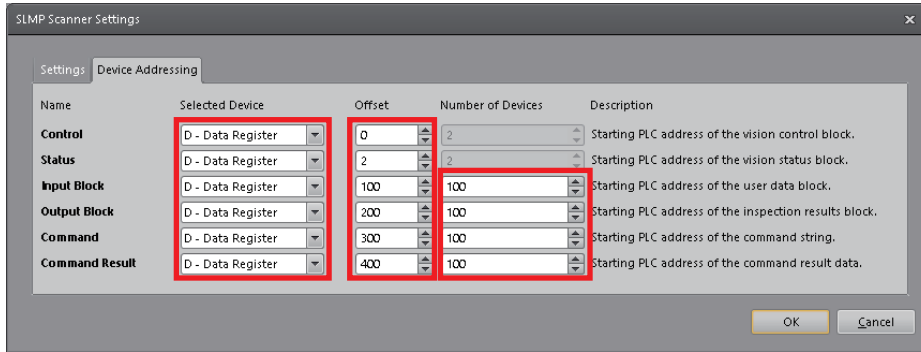 SLMP Scanner Settings x
Settings Device Addressing
Name Selected Device Offset Number of Devices Description
Control D - Data Register 0 2 Starting PLC address of the vision control block.
Status D - Data Register 2 2 Starting PLC address of the vision status block.
Input Block D - Data Register 100 100 Starting PLC address of the user data block.
Output Block D - Data Register 200 100 Starting PLC address of the inspection results block.
Command D - Data Register 300 100 Starting PLC address of the command string.
Command Result D - Data Register 400 100 Starting PLC address of the command result data.
OK Cancel